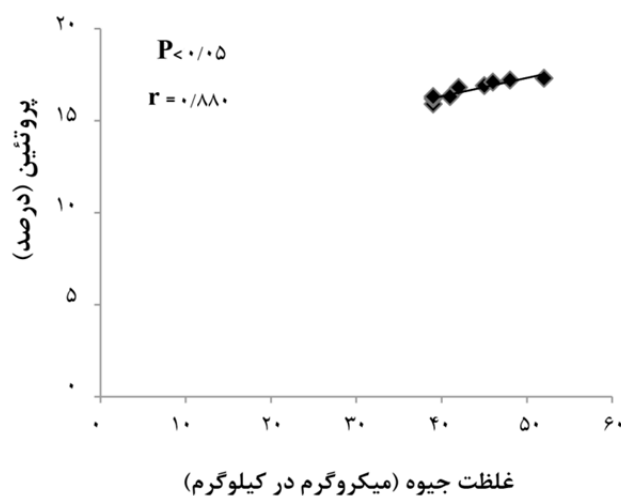 ۲۰
P< ۰/۰۵
r = ۰/۸۸۰
۱۵
پروتئین (درصد)
۱۰
۵
۰
۰ ۱۰ ۲۰ ۳۰ ۴۰ ۵۰ ۶۰
غلظت جیوه (میکروگرم در کیلوگرم)